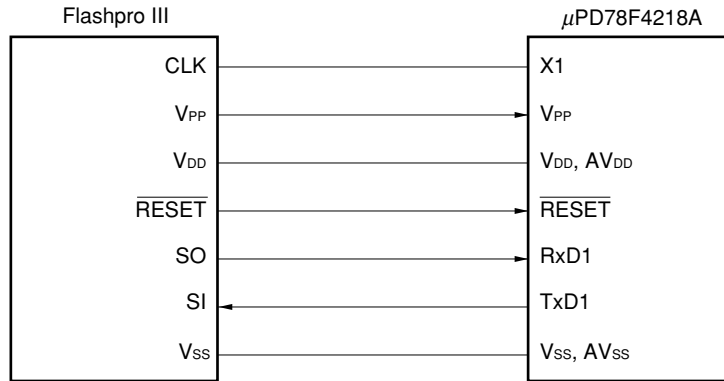 Flashpro III μPD78F4218A
CLK X1
VPP VPP
VDD VDD, AVDD
RESET RESET
SO RxD1
SI TxD1
VSS VSS, AVSS